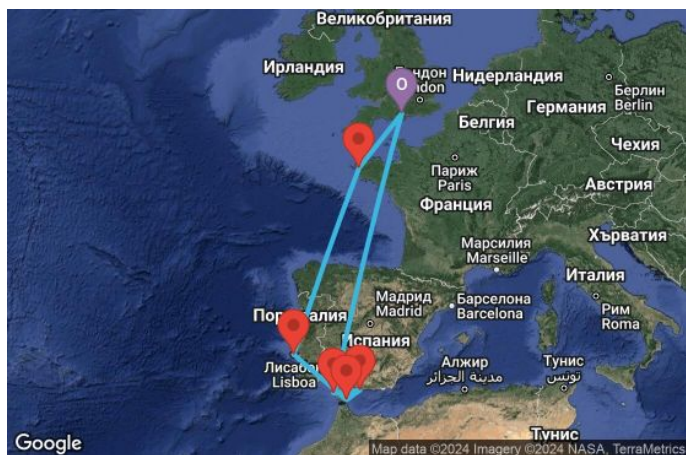 Великобритания
Ирландия
Нидерландия
Лондон
London
Берлин
Berlin
Германия
Белгия
Чехия
Париж
Paris
Австрия
Франция
Хърватия
Марсилия
Marseille
Италия
Мадрид
Madrid
Барселона
Barcelona
Рим
Roma
Испания
Лисабон
Lisboa
Алжир
مدينة الجزائر
Тунис
تونس
Тунис
O
Google
Map data ©2024 Imagery ©2024 NASA, TerraMetrics